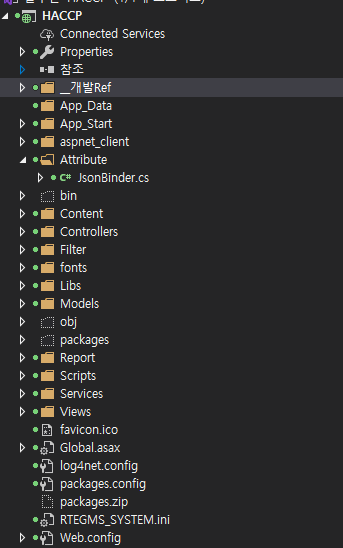 HACCP
Connected Services
Properties
참조
__개발Ref
App_Data
App_Start
aspnet_client
Attribute
C# JsonBinder.cs
bin
Content
Controllers
Filter
fonts
Libs
Models
obj
packages
Report
Scripts
Services
Views
favicon.ico
Global.asax
log4net.config
packages.config
packages.zip
RTEGMS_SYSTEM.ini
Web.config